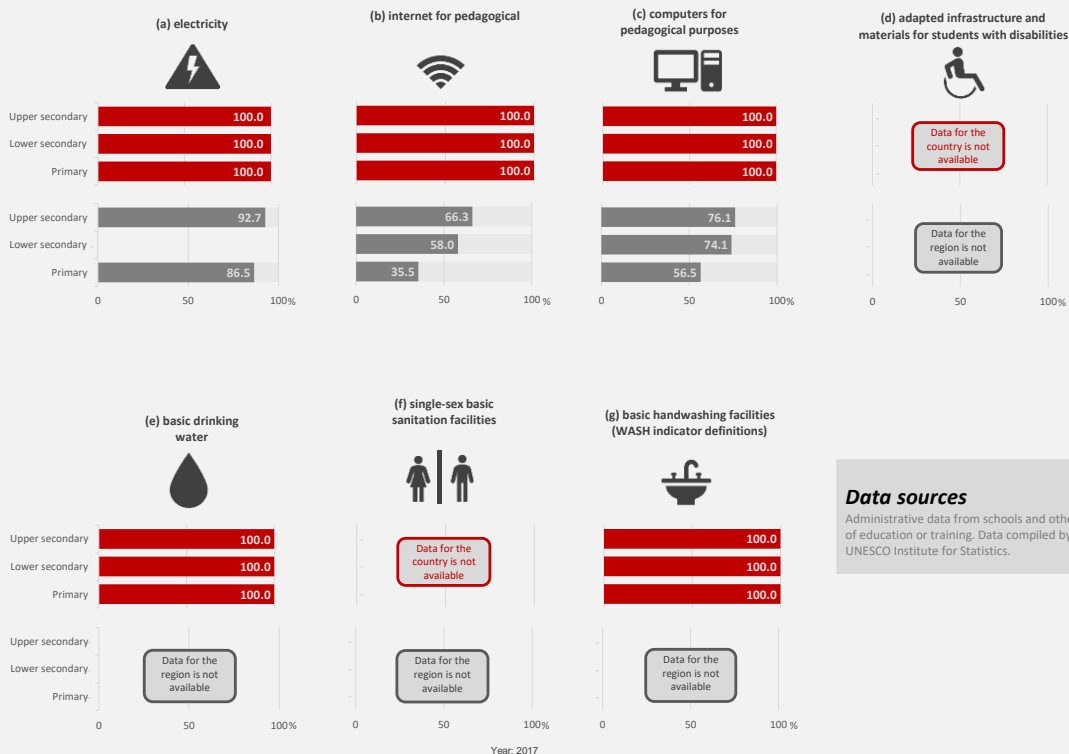 (a) electricity
(b) internet for pedagogical
(c) computers for
pedagogical purposes
(d) adapted infrastructure and
materials for students with disabilities
Upper secondary
Lower secondary
Primary
100.0
100.0
100.0
100.0
100.0
100.0
100.0
100.0
100.0
Data for the
country is not
available
Upper secondary
Lower secondary
Primary
92.7
86.5
66.3
58.0
35.5
76.1
74.1
56.5
Data for the
region is not
available
0 50 100%
0 50 100 %
0 50 100 %
0 50 100%
(e) basic drinking
water
(f) single-sex basic
sanitation facilities
(g) basic handwashing facilities
(WASH indicator definitions)
Upper secondary
Lower secondary
Primary
100.0
100.0
100.0
Data for the
country is not
available
100.0
100.0
100.0
Data sources
Administrative data from schools and othe
of education or training. Data compiled by
UNESCO Institute for Statistics.
Upper secondary
Lower secondary
Primary
Data for the
region is not
available
Data for the
region is not
available
Data for the
region is not
available
0 50 100%
0 50 100 %
0 50 100 %
Year: 2017